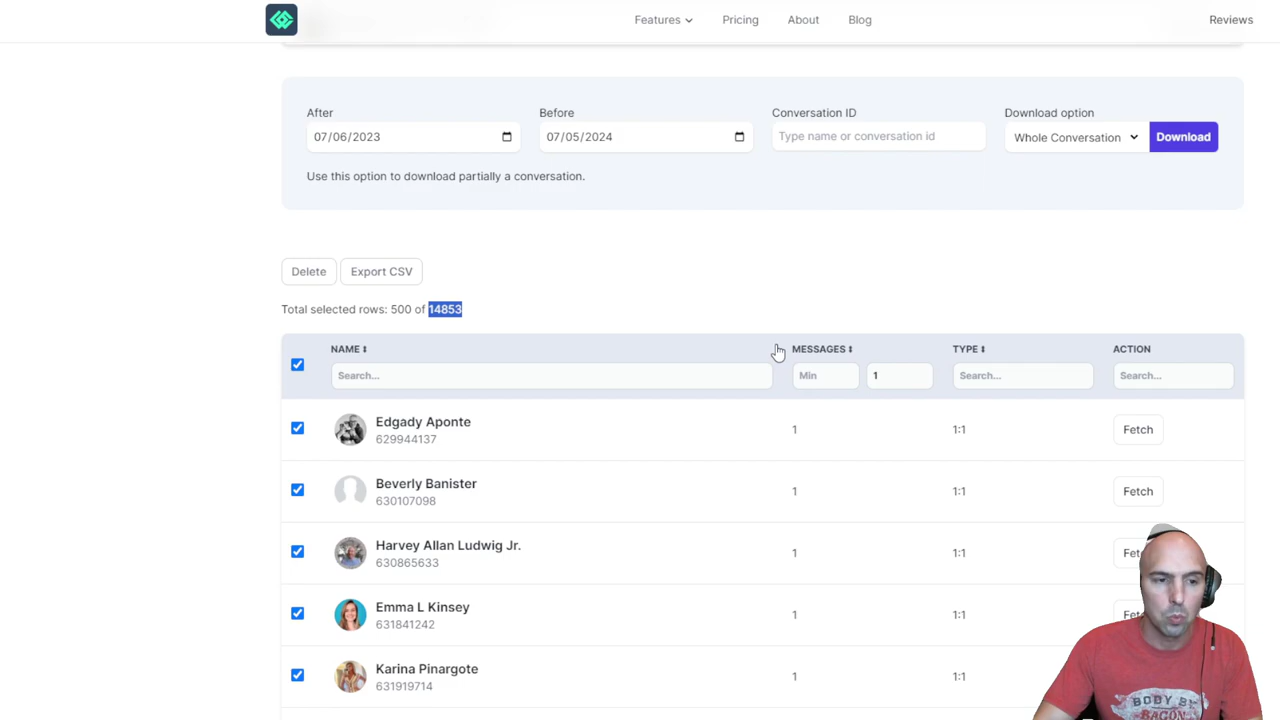 Features
Pricing
About
Blog
Reviews
After
Before
Conversation ID
Download option
07/06/2023
07/05/2024
Type name or conversation id
Whole Conversation
Download
Use this option to download partially a conversation.
Delete
Export CSV
Total selected rows: 500 of 14853
NAME
MESSAGES
TYPE
ACTION
Search...
Min
1
Search...
Search...
Edgady Aponte
629944137
1
1:1
Fetch
Beverly Banister
630107098
1
1:1
Fetch
Harvey Allan Ludwig Jr.
630865633
1
1:1
Fetc
Emma L Kinsey
631841242
1
1:1
Fet
Karina Pinargote
631919714
1
1:1
BODY BY
BACON